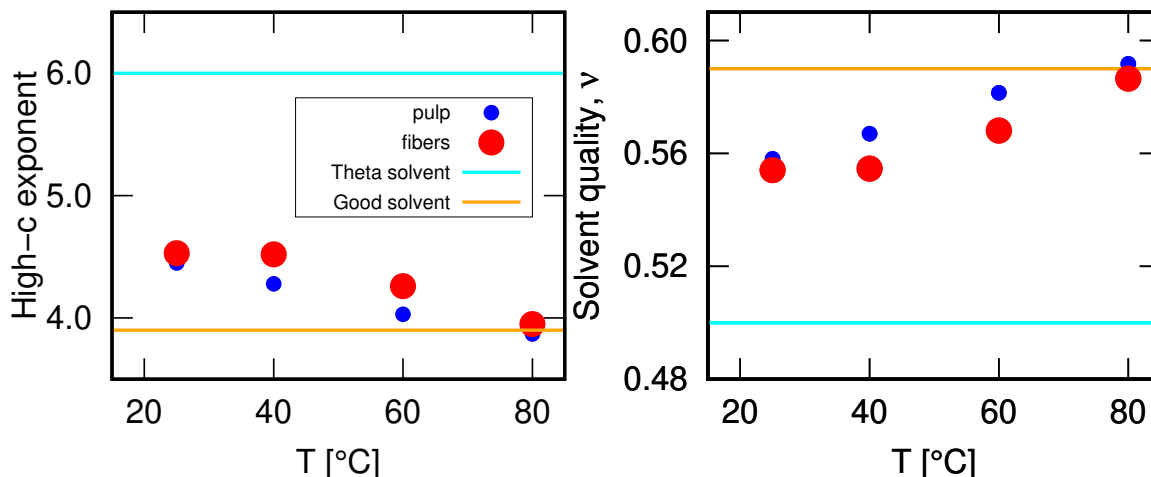 High−c exponent
6.0
5.0
4.0
20 40 60 80
T [°C]
pulp
fibers
Theta solvent
Good solvent
Solvent quality, ν
0.60
0.56
0.52
0.48
20 40 60 80
T [°C]